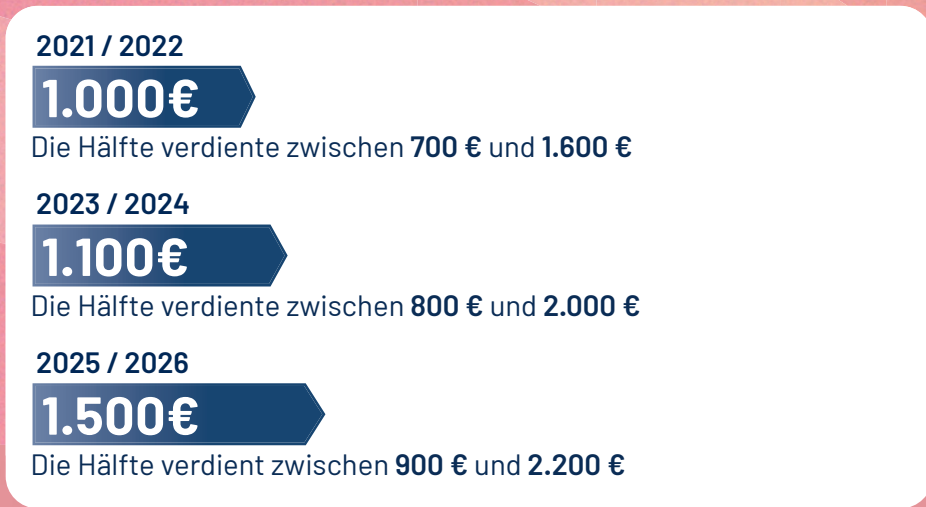 2021 / 2022
1.000€
Die Hälfte verdiente zwischen 700 € und 1.600 €
2023 / 2024
1.100€
Die Hälfte verdiente zwischen 800 € und 2.000 €
2025 / 2026
1.500€
Die Hälfte verdient zwischen 900 € und 2.200 €